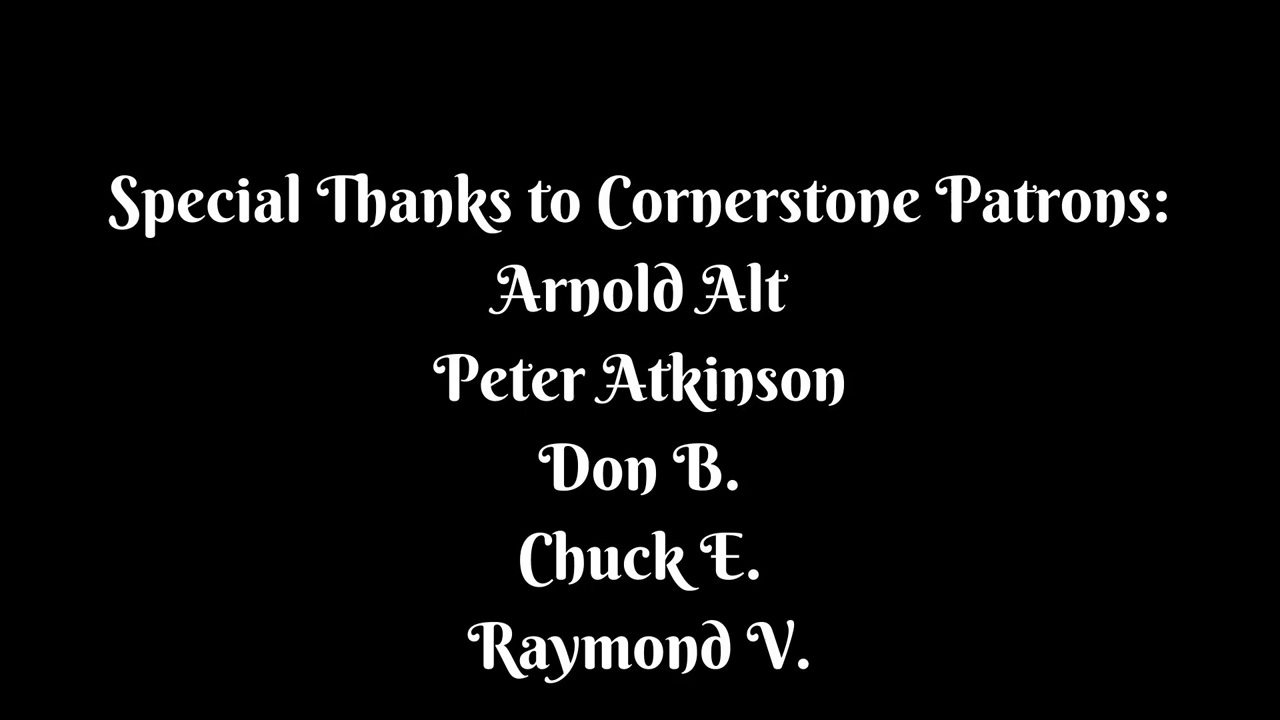 Special Thanks to Cornerstone Patrons:
Arnold Alt
Peter Atkinson
Don B.
Chuck E.
Raymond V.